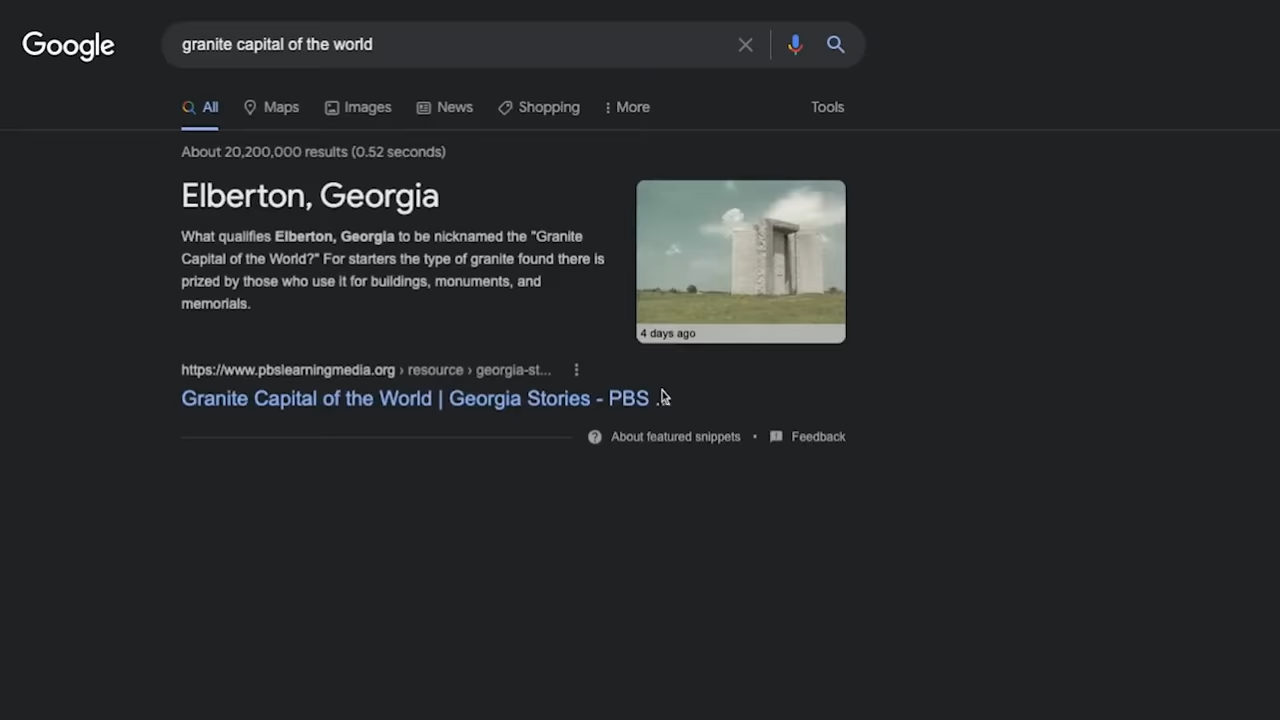 Google
granite capital of the world
All
Maps
Images
News
Shopping
More
Tools
About 20,200,000 results (0.52 seconds)
Elberton, Georgia
What qualifies Elberton, Georgia to be nicknamed the "Granite
Capital of the World?" For starters the type of granite found there is
prized by those who use it for buildings, monuments, and
memorials.
4 days ago
https://www.pbslearningmedia.org › resource › georgia-st...
Granite Capital of the World | Georgia Stories - PBS ..
About featured snippets
•
Feedback